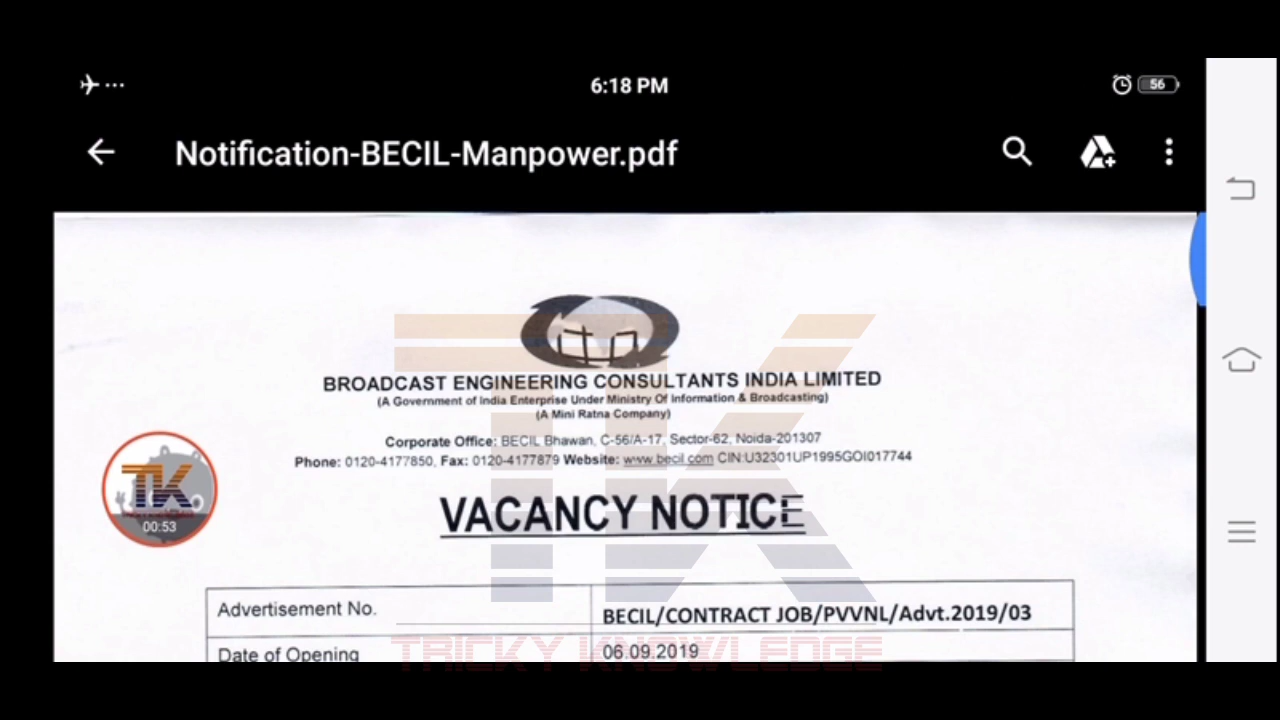 6:18 PM
56
Notification-BECIL-Manpower.pdf
BROADCAST ENGINEERING CONSULTANTS INDIA LIMITED
(A Government of India Enterprise Under Ministry Of Information & Broadcasting)
(A Mini Ratna Company)
Corporate Office: BECIL Bhawan, C-56/A-17, Sector-62, Noida-201307
Phone: 0120-4177850, Fax: 0120-4177879 Website: www.becil.com CIN:U32301UP1995GOI017744
TK
00:53
VACANCY NOTICE
TK
Advertisement No. BECIL/CONTRACT JOB/PVVNL/Advt.2019/03
Date of Opening 06.09.2019
TRICKY KNOWLEDGE